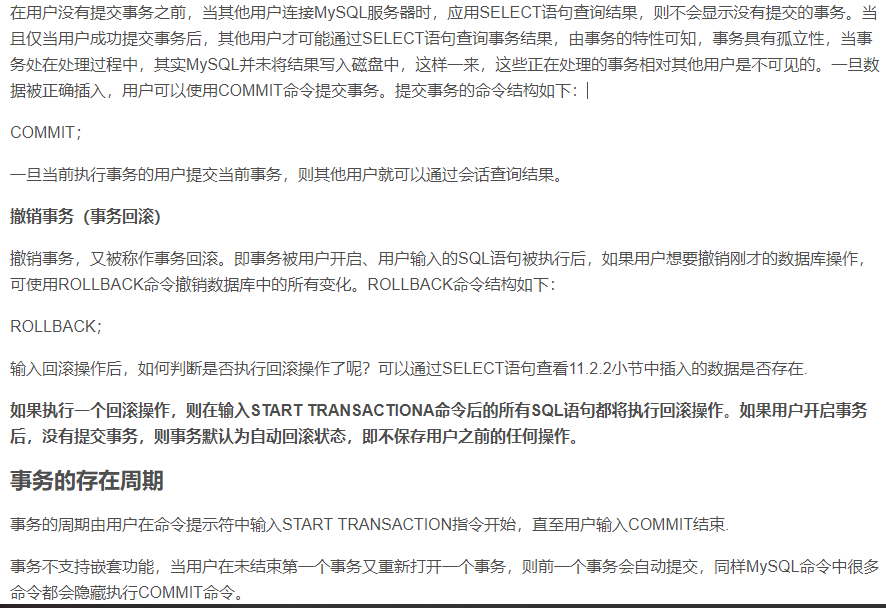 在用户没有提交事务之前，当其他用户连接MySQL服务器时，应用SELECT语句查询结果，则不会显示没有提交的事务。当
且仅当用户成功提交事务后，其他用户才可能通过SELECT语句查询事务结果，由事务的特性可知，事务具有孤立性，当事
务处在处理过程中，其实MySQL并未将结果写入磁盘中，这样一来，这些正在处理的事务相对其他用户是不可见的。一旦数
据被正确插入，用户可以使用COMMIT命令提交事务。提交事务的命令结构如下：
COMMIT；
一旦当前执行事务的用户提交当前事务，则其他用户就可以通过会话查询结果。
撤销事务（事务回滚）
撤销事务，又被称作事务回滚。即事务被用户开启、用户输入的SQL语句被执行后，如果用户想要撤销刚才的数据库操作，
可使用ROLLBACK命令撤销数据库中的所有变化。ROLLBACK命令结构如下：
ROLLBACK；
输入回滚操作后，如何判断是否执行回滚操作了呢？可以通过SELECT语句查看11.2.2小节中插入的数据是否存在.
如果执行一个回滚操作，则在输入START TRANSACTIONA命令后的所有SQL语句都将执行回滚操作。如果用户开启事务
后，没有提交事务，则事务默认为自动回滚状态，即不保存用户之前的任何操作。
事务的存在周期
事务的周期由用户在命令提示符中输入START TRANSACTION指令开始，直至用户输入COMMIT结束.
事务不支持嵌套功能，当用户在未结束第一个事务又重新打开一个事务，则前一个事务会自动提交，同样MySQL命令中很多
命令都会隐藏执行COMMIT命令。